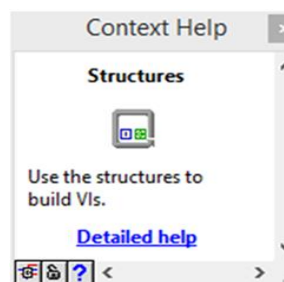 Context Help
Structures
Use the structures to
build VIs.
Detailed help
?